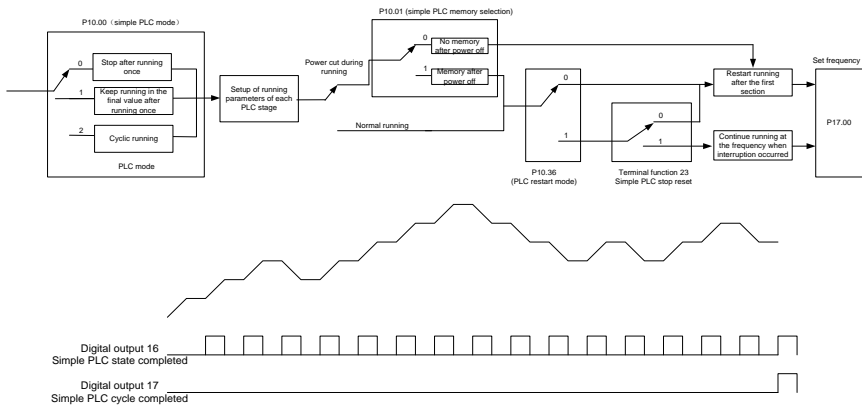 P10.00（simple PLC mode）
0
Stop after running
once
1
Keep running in the
final value after
running once
2
Cyclic running
PLC mode
Setup of running
parameters of each
PLC stage
Power cut during
running
Normal running
P10.01 (simple PLC memory selection)
0
No memory
after power off
1
Memory after
power off
0
1
P10.36
(PLC restart mode)
0
1
Terminal function 23
Simple PLC stop reset
Restart running
after the first
section
Continue running at
the frequency when
interruption occurred
Set frequency
P17.00
Digital output 16
Simple PLC state completed
Digital output 17
Simple PLC cycle completed